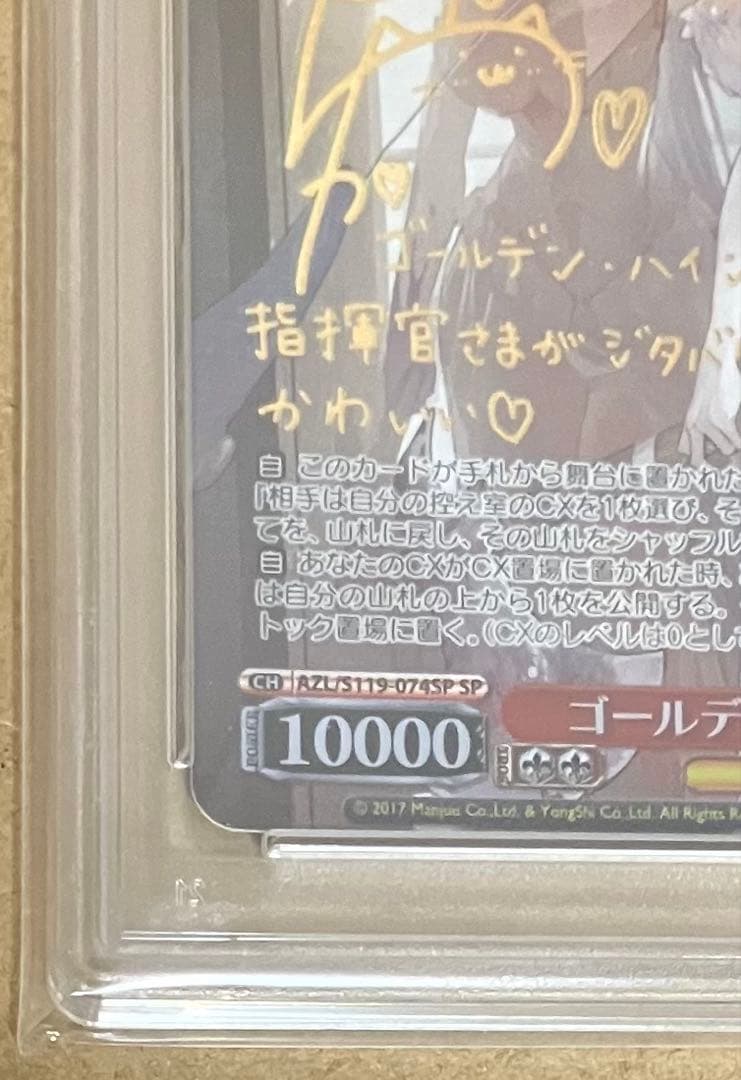 ゴールデン・ハイン
指揮官さまがジタバ
かわいい♡
自 このカードが手札から舞台に置かれた
『相手は自分の控え室のCXを1枚選び、そ
てを、山札に戻し、その山札をシャッフル
自 あなたのCXがCX置場に置かれた時、
は自分の山札の上から1枚を公開する。
トック置場に置く。(CXのレベルは0として
CH AZL/S119-074SP SP
10000
ゴールデ
© 2017 Manjuu Co.,Ltd. & YongShi Co.,Ltd. All Rights R